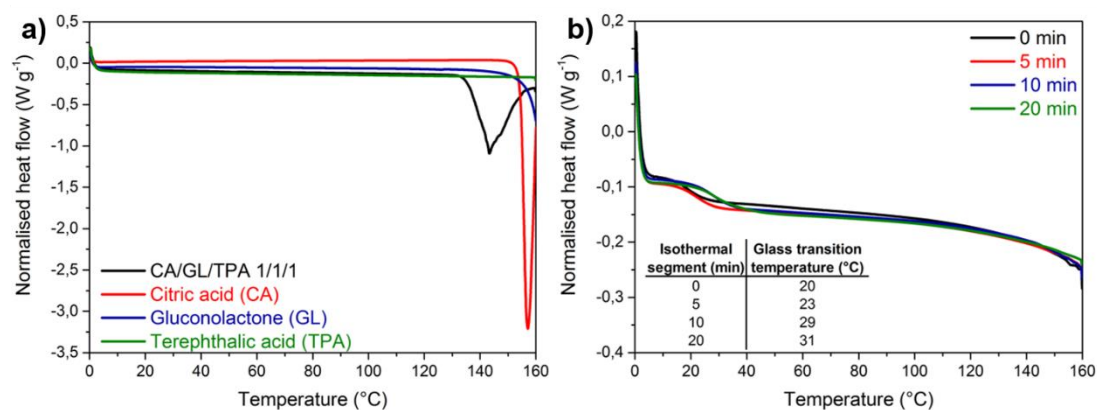 a)
Normalised heat flow (W g⁻¹)
0,5
0,0
-0,5
-1,0
-1,5
-2,0
-2,5
-3,0
-3,5
CA/GL/TPA 1/1/1
Citric acid (CA)
Gluconolactone (GL)
Terephthalic acid (TPA)
0 20 40 60 80 100 120 140 160
Temperature (°C)
b)
Normalised heat flow (W g⁻¹)
0,2
0,1
0,0
-0,1
-0,2
-0,3
-0,4
0 min
5 min
10 min
20 min
Isothermal Glass transition
segment (min) temperature (°C)
0 20
5 23
10 29
20 31
0 20 40 60 80 100 120 140 160
Temperature (°C)